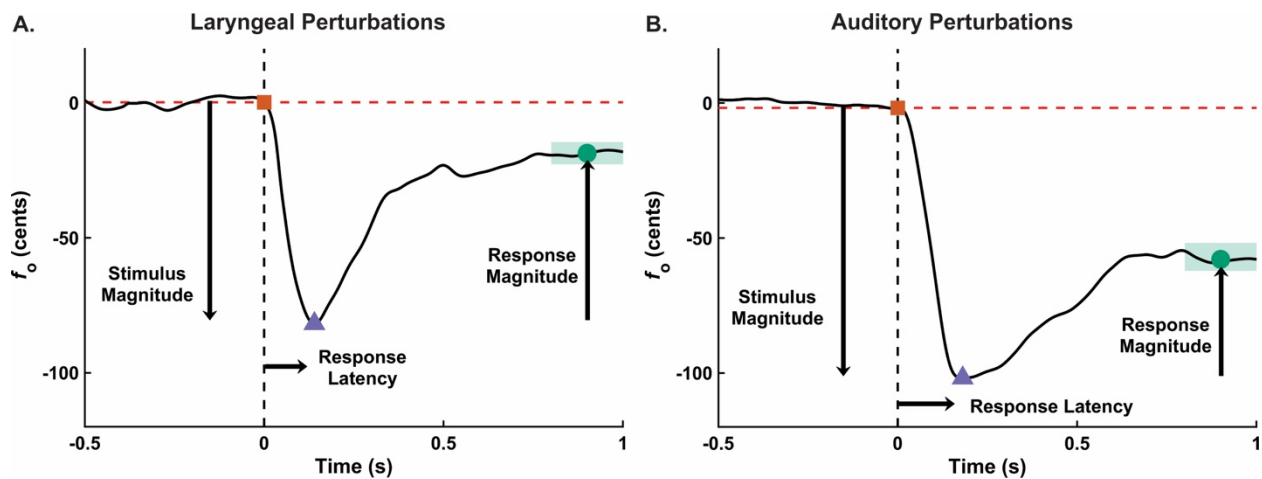 A.
Laryngeal Perturbations
0
-50
-100
fo (cents)
Stimulus
Magnitude
Response
Magnitude
Response
Latency
-0.5
0
0.5
1
Time (s)
B.
Auditory Perturbations
0
-50
-100
fo (cents)
Stimulus
Magnitude
Response
Magnitude
Response Latency
-0.5
0
0.5
1
Time (s)